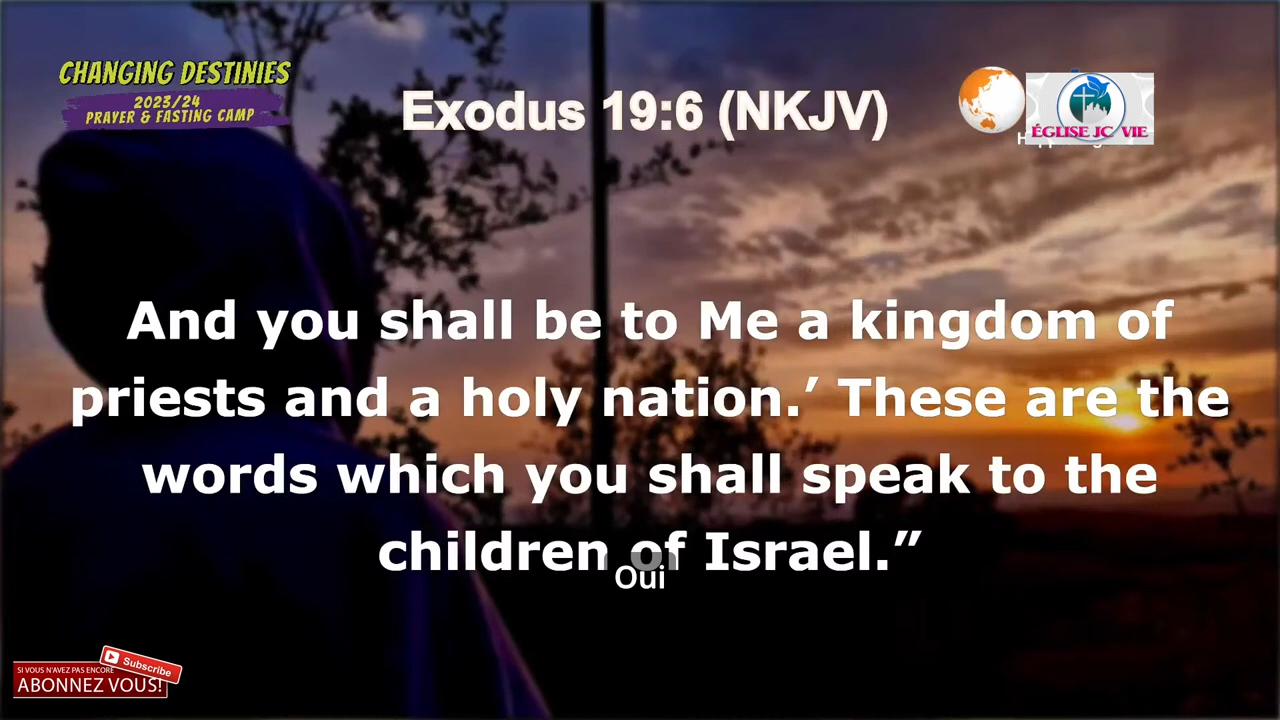 CHANGING DESTINIES
2023/24
PRAYER & FASTING CAMP
Exodus 19:6 (NKJV)
ÉGLISE JC VIE
And you shall be to Me a kingdom of
priests and a holy nation.’ These are the
words which you shall speak to the
children of Israel.”
Oui
SI VOUS N'AVEZ PAS ENCORE
Subscribe
ABONNEZ VOUS!